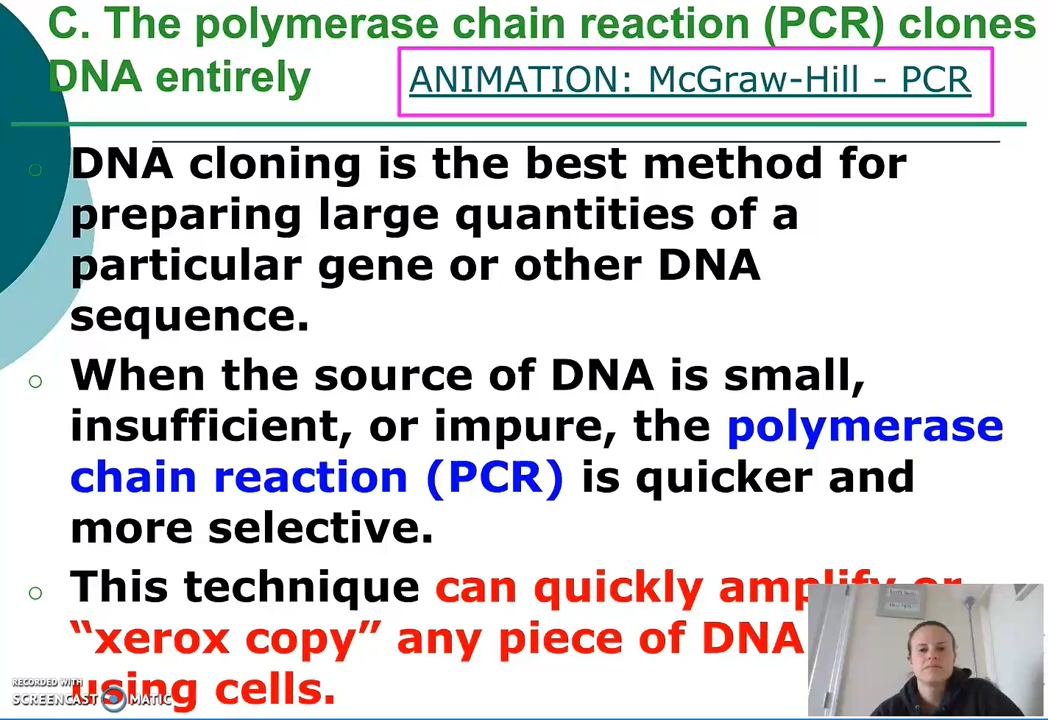 C. The polymerase chain reaction (PCR) clones
DNA entirely
ANIMATION: McGraw-Hill - PCR
DNA cloning is the best method for
preparing large quantities of a
particular gene or other DNA
sequence.
When the source of DNA is small,
insufficient, or impure, the polymerase
chain reaction (PCR) is quicker and
more selective.
This technique can quickly amplify or
“xerox copy” any piece of DNA
using cells.
RECORDED WITH
SCREENCAST MATIC